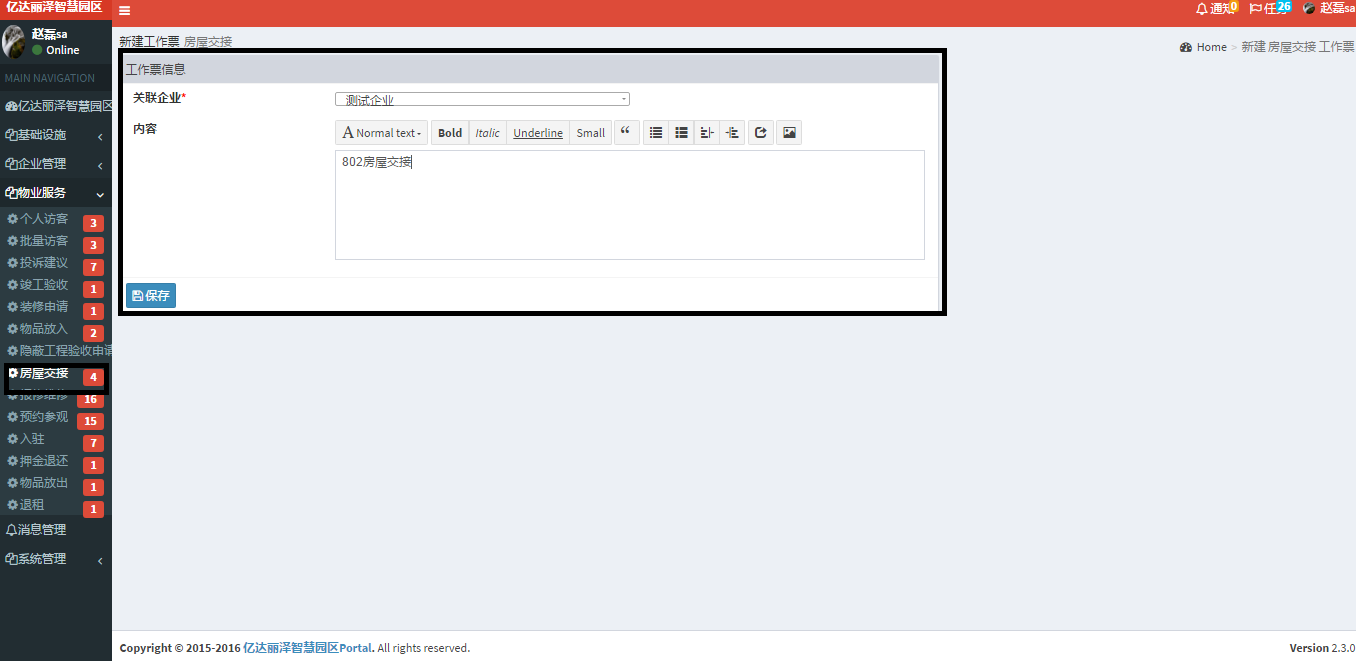 亿达丽泽智慧园区
通知 0 任务 26 赵磊sa
赵磊sa
Online
MAIN NAVIGATION
亿达丽泽智慧园区
基础设施
企业管理
物业服务
个人访客 3
批量访客 3
投诉建议 7
竣工验收 1
装修申请 1
物品放入 2
隐蔽工程验收申请
房屋交接 4
报修维修 16
预约参观 15
入驻 7
押金退还 1
物品放出 1
退租 1
消息管理
系统管理
新建工作票 房屋交接
Home > 新建 房屋交接 工作票
工作票信息
关联企业* 测试企业
内容
Normal text Bold Italic Underline Small
802房屋交接
保存
Copyright © 2015-2016 亿达丽泽智慧园区Portal. All rights reserved.
Version 2.3.0